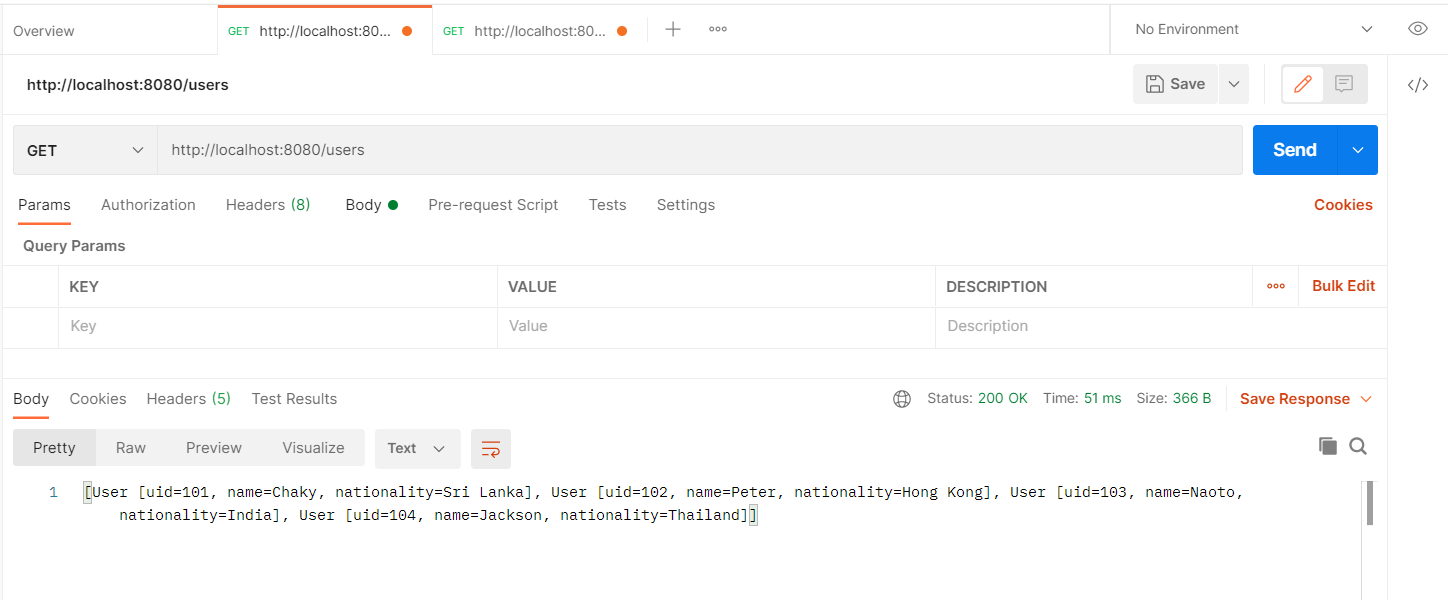 Overview GET http://localhost:80... GET http://localhost:80... No Environment
http://localhost:8080/users Save
GET http://localhost:8080/users Send
Params Authorization Headers (8) Body Pre-request Script Tests Settings Cookies
Query Params
KEY VALUE DESCRIPTION Bulk Edit
Key Value Description
Body Cookies Headers (5) Test Results Status: 200 OK Time: 51 ms Size: 366 B Save Response
Pretty Raw Preview Visualize Text
1 [User [uid=101, name=Chaky, nationality=Sri Lanka], User [uid=102, name=Peter, nationality=Hong Kong], User [uid=103, name=Naoto,
nationality=India], User [uid=104, name=Jackson, nationality=Thailand]]